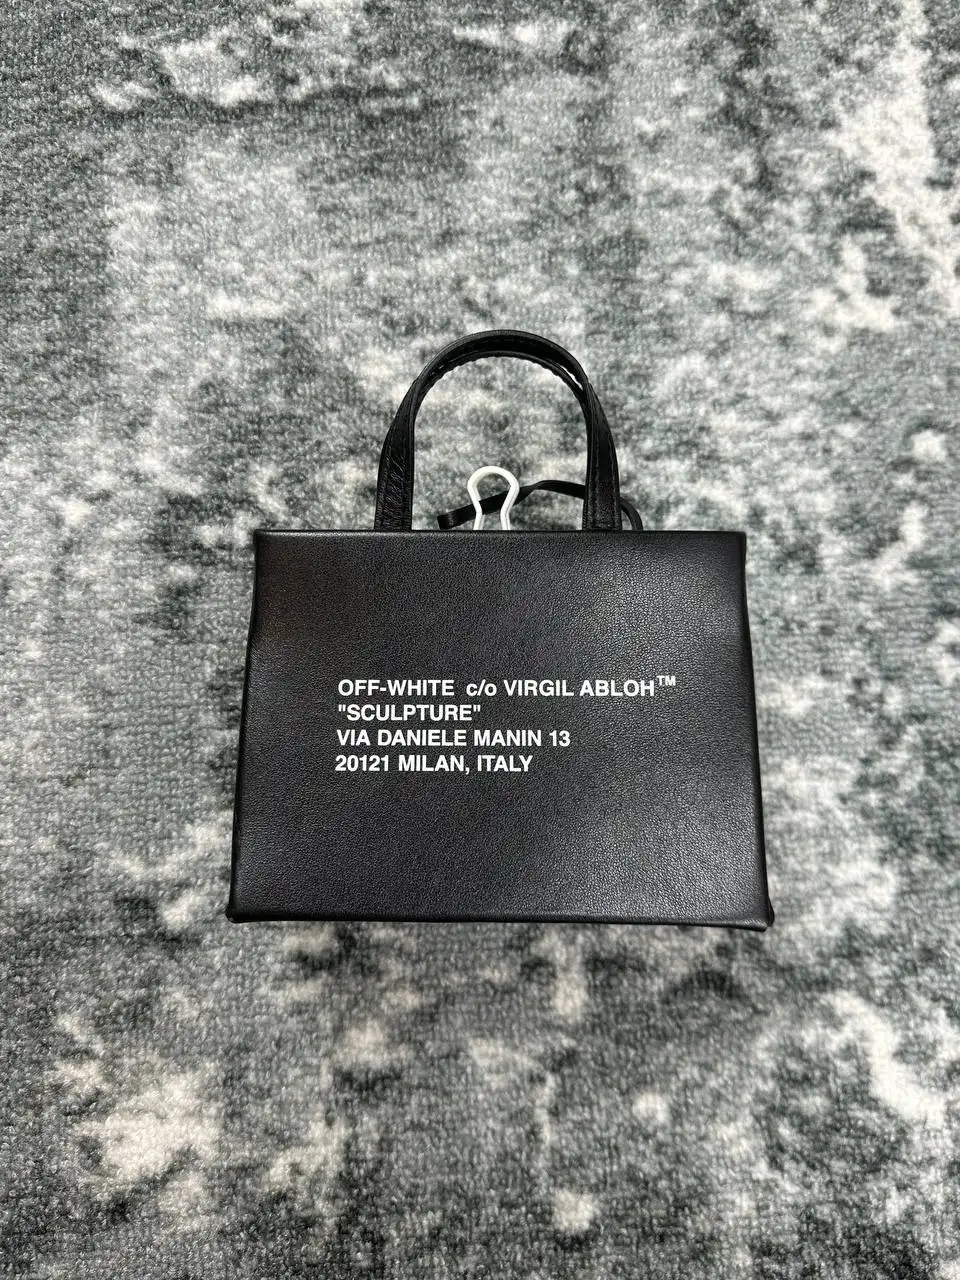 OFF-WHITE c/o VIRGIL ABLOH™
"SCULPTURE"
VIA DANIELE MANIN 13
20121 MILAN, ITALY